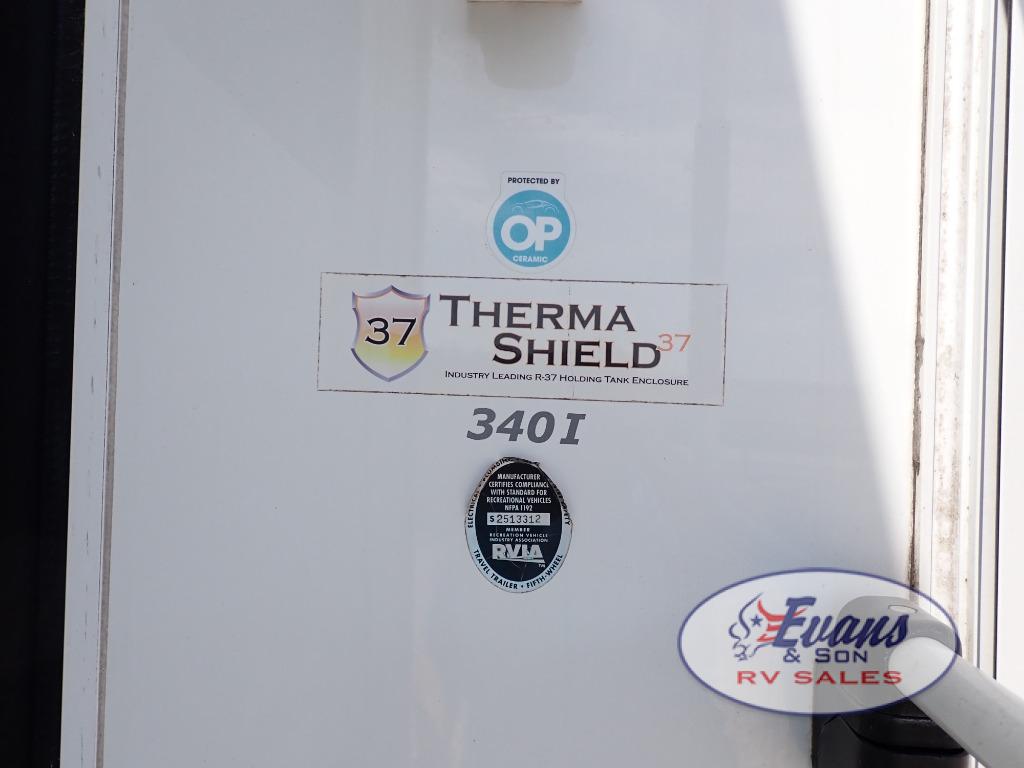 PROTECTED BY
OP
CERAMIC
37
THERMA
SHIELD37
INDUSTRY LEADING R-37 HOLDING TANK ENCLOSURE
340I
MANUFACTURER
CERTIFIES COMPLIANCE
WITH STANDARD FOR
RECREATIONAL VEHICLES
NFPA 1192
S2513312
MEMBER
RECREATION VEHICLE
INDUSTRY ASSOCIATION
RVIA TM
TRAVEL TRAILER • FIFTH-WHEEL
Evans
& SON
RV SALES